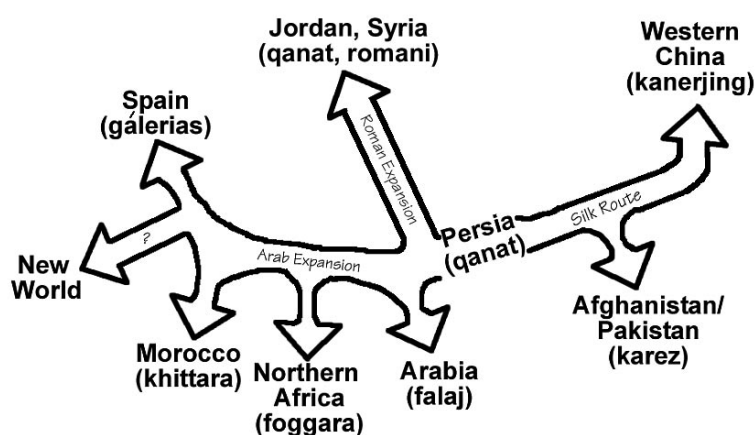 Jordan, Syria
(qanat, romani)
Western
China
(kanerjing)
Spain
(gálerias)
Roman Expansion
Silk Route
Persia
(qanat)
?
Arab Expansion
New
World
Afghanistan/
Pakistan
(karez)
Morocco
(khittara)
Northern
Africa
(foggara)
Arabia
(falaj)